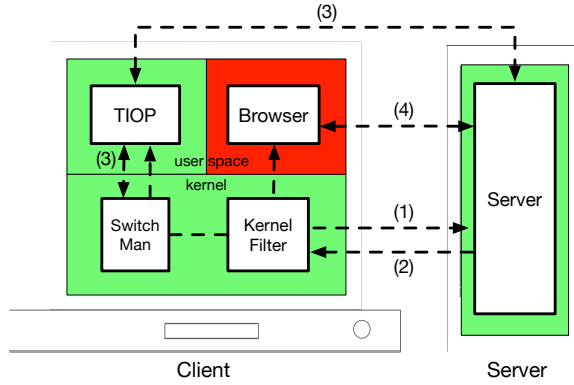 (3)
TIOP
Browser
(4)
(3)
user space
kernel
Server
Switch
Man
Kernel
Filter
(1)
(2)
Client
Server